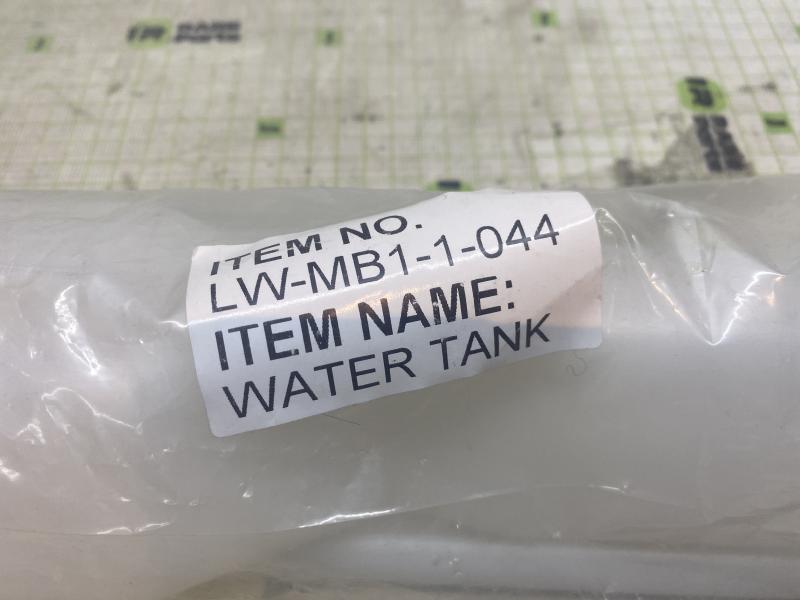 ITEM NO.
LW-MB1-1-044
ITEM NAME:
WATER TANK